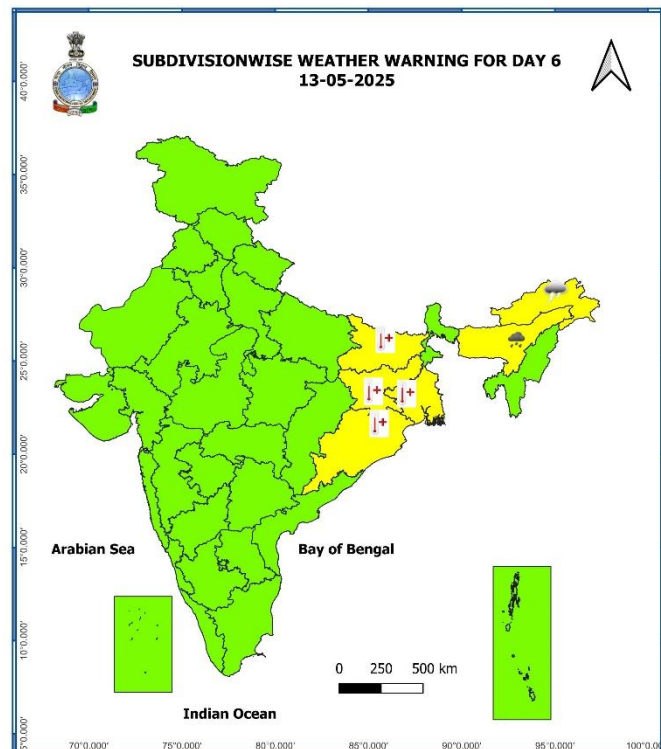 SUBDIVISIONWISE WEATHER WARNING FOR DAY 6
13-05-2025
40°0.000'
35°0.000'
30°0.000'
25°0.000'
20°0.000'
15°0.000'
10°0.000'
5°0.000'
Arabian Sea
Bay of Bengal
0 250 500 km
Indian Ocean
70°0.000' 75°0.000' 80°0.000' 85°0.000' 90°0.000' 95°0.000' 100°0.000'